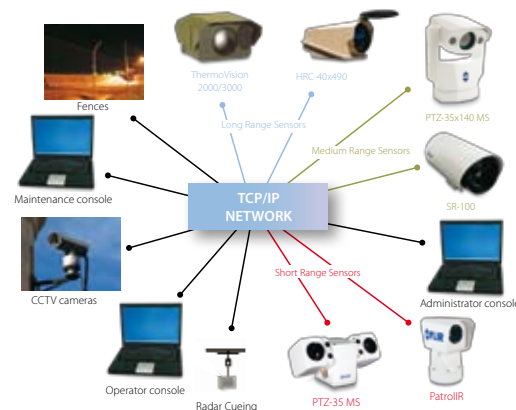 ThermoVision
2000/3000
HRC-40x490
Fences
Long Range Sensors
PTZ-35x140 MS
Medium Range Sensors
Maintenance console
TCP/IP
NETWORK
SR-100
CCTV cameras
Short Range Sensors
Administrator console
Operator console
Radar Cueing
PTZ-35 MS
FLIR
PatrolIR